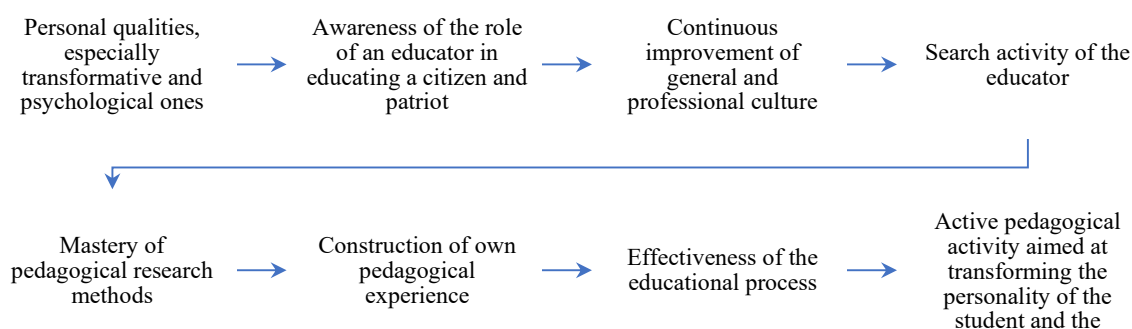 Personal qualities,
especially
transformative and
psychological ones
Awareness of the role
of an educator in
educating a citizen and
patriot
Continuous
improvement of
general and
professional culture
Search activity of the
educator
Mastery of
pedagogical research
methods
Construction of own
pedagogical
experience
Effectiveness of the
educational process
Active pedagogical
activity aimed at
transforming the
personality of the
student and the